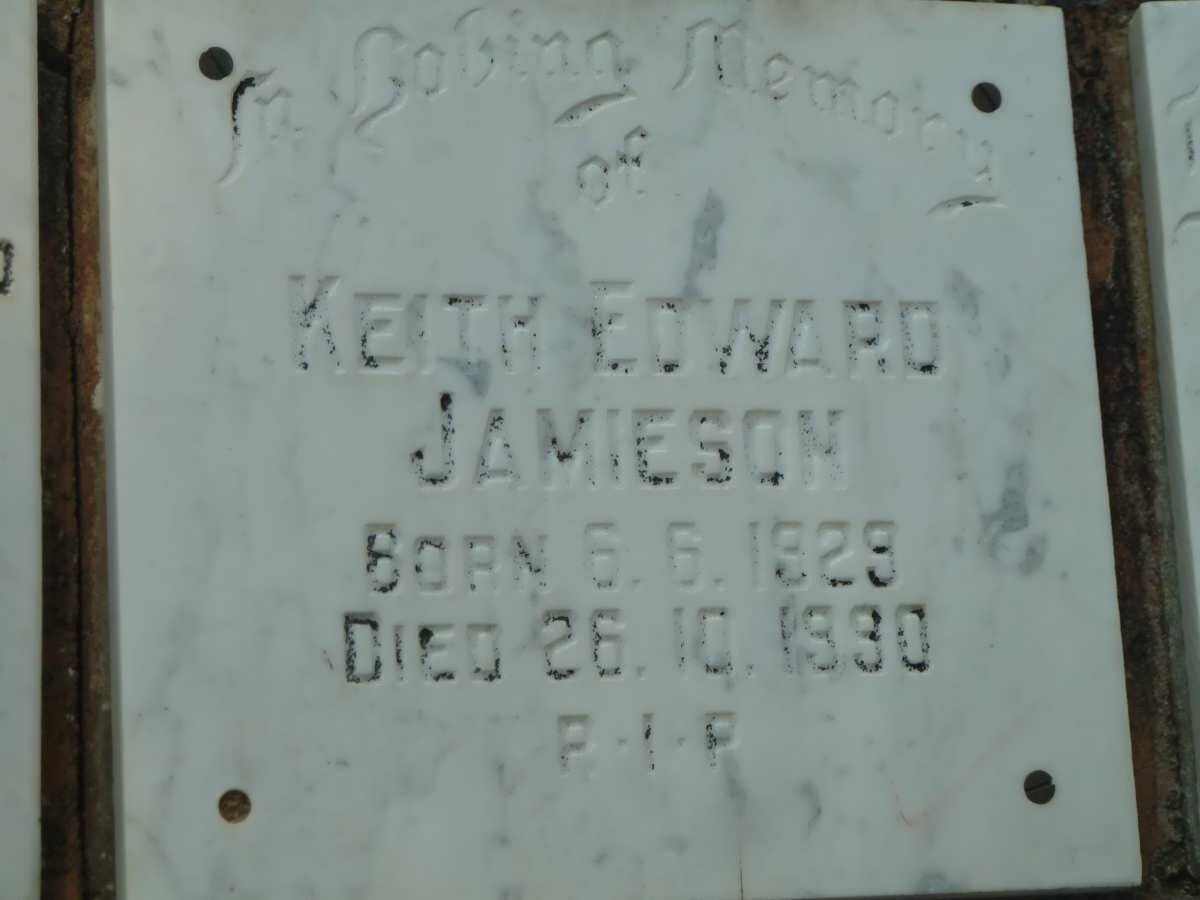 In Loving Memory
of
KEITH EDWARD
JAMIESON
BORN 6. 6. 1929
DIED 26. 10. 1990
R·I·P